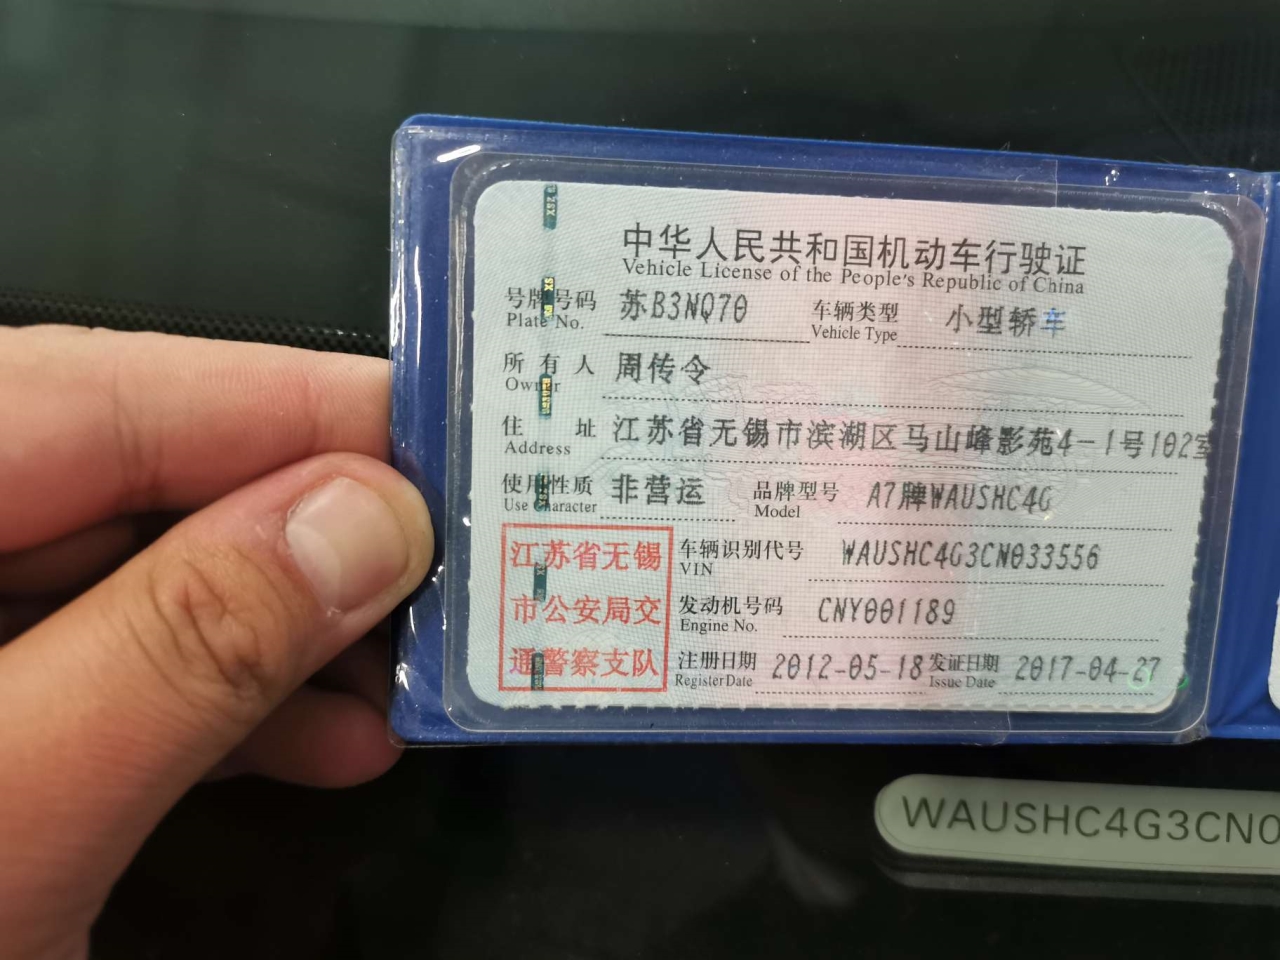 中华人民共和国机动车行驶证
Vehicle License of the People's Republic of China
号牌号码 苏B3NQ70 车辆类型 小型轿车
Plate No. Vehicle Type
所有人 周传令
Owner
住址 江苏省无锡市滨湖区马山峰影苑4-1号102室
Address
使用性质 非营运 品牌型号 A7牌WAUSHC4G
Use Character Model
江苏省无锡
市公安局交
通警察支队
车辆识别代号 WAUSHC4G3CN033556
VIN
发动机号码 CNY001189
Engine No.
注册日期 2012-05-18 发证日期 2017-04-27
Register Date Issue Date
WAUSHC4G3CN0